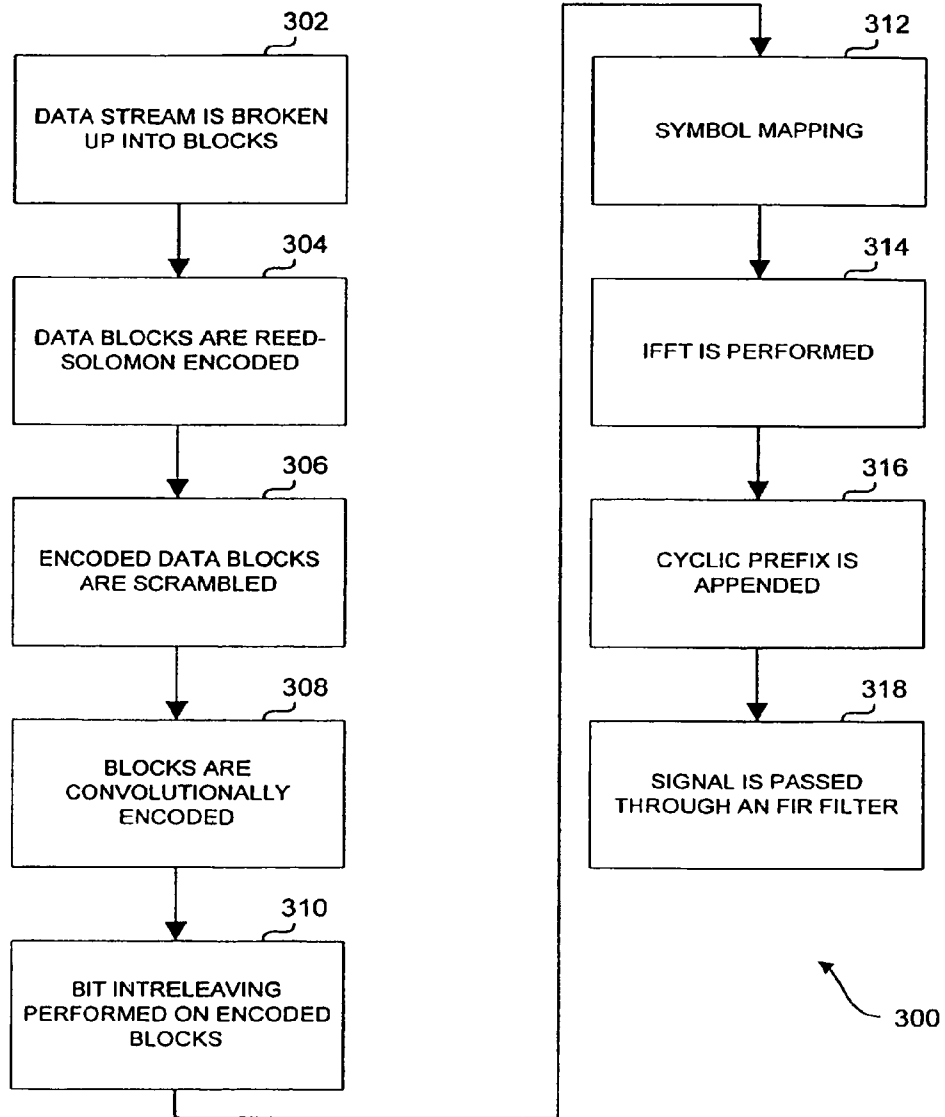 302
DATA STREAM IS BROKEN
UP INTO BLOCKS
304
DATA BLOCKS ARE REED-
SOLOMON ENCODED
306
ENCODED DATA BLOCKS
ARE SCRAMBLED
308
BLOCKS ARE
CONVOLUTIONALLY
ENCODED
310
BIT INTRELEAVING
PERFORMED ON ENCODED
BLOCKS
312
SYMBOL MAPPING
314
IFFT IS PERFORMED
316
CYCLIC PREFIX IS
APPENDED
318
SIGNAL IS PASSED
THROUGH AN FIR FILTER
300